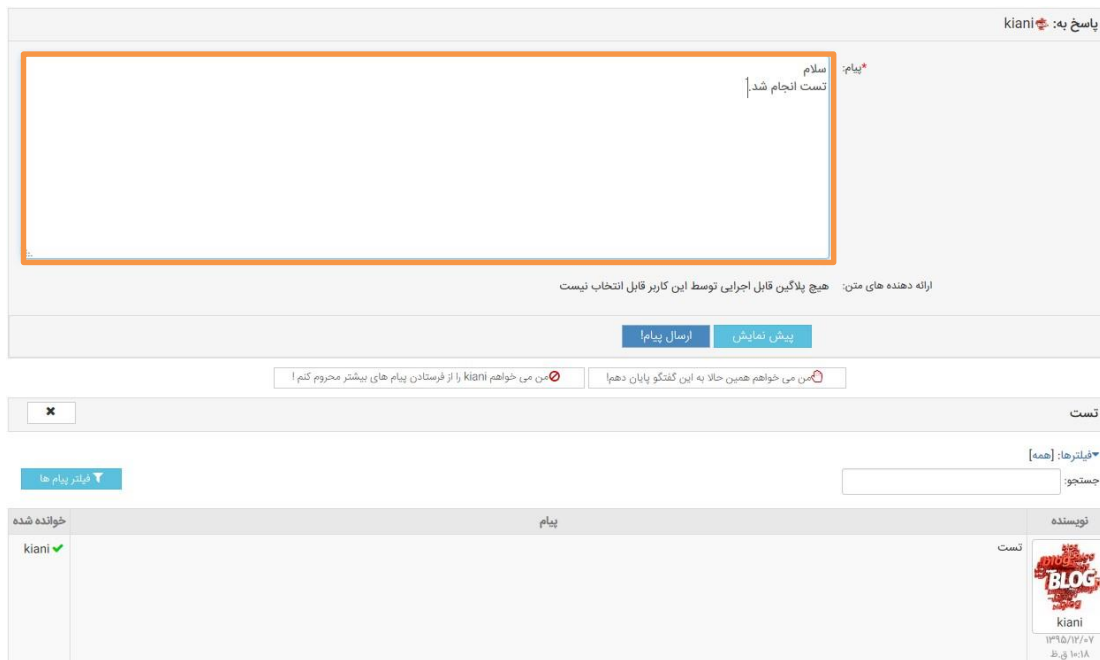 پاسخ به: kiani
*پیام:
سلام
تست انجام شد.
ارائه دهنده های متن: هیچ پلاگین قابل اجرایی توسط این کاربر قابل انتخاب نیست
پیش نمایش
ارسال پیام!
من می خواهم همین حالا به این گفتگو پایان دهم!
من می خواهم kiani را از فرستادن پیام های بیشتر محروم کنم !
تست
فیلترها: [همه]
جستجو:
فیلتر پیام ها
نویسنده پیام خوانده شده
تست
kiani
BLOG
kiani
۱۳۹۵/۱۲/۰۷
۱۰:۱۸ ق.ظ